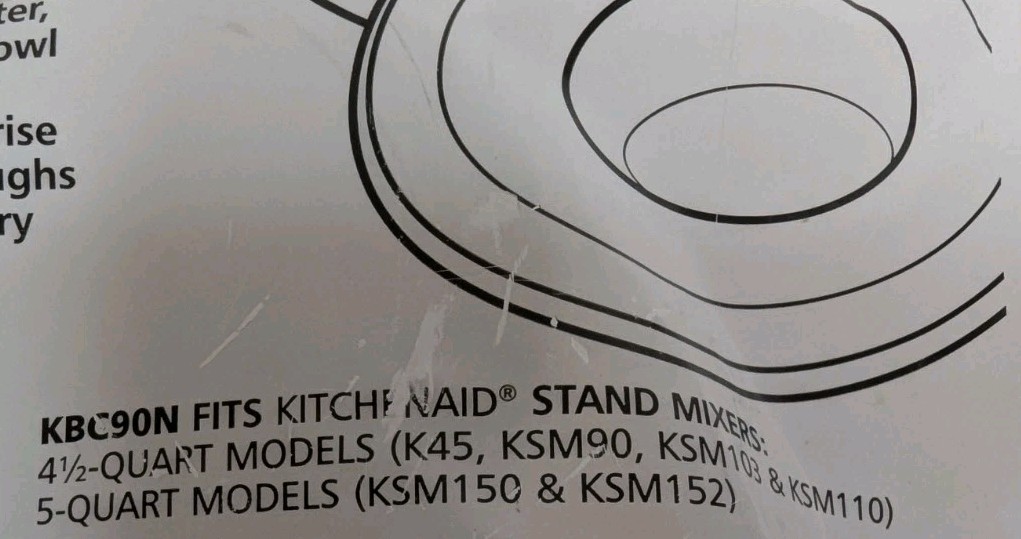 ter,
owl
rise
ughs
ry
KBC90N FITS KITCHENAID® STAND MIXERS:
4½-QUART MODELS (K45, KSM90, KSM103 & KSM110)
5-QUART MODELS (KSM150 & KSM152)